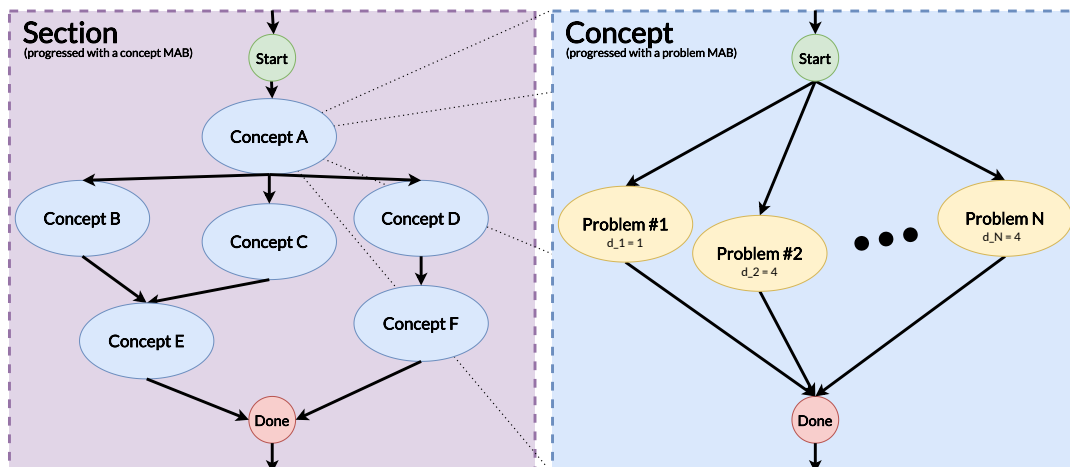 Section
(progressed with a concept MAB)
Start
Concept A
Concept B
Concept C
Concept D
Concept E
Concept F
Done
Concept
(progressed with a problem MAB)
Start
Problem #1
d_1 = 1
Problem #2
d_2 = 4
Problem N
d_N = 4
Done